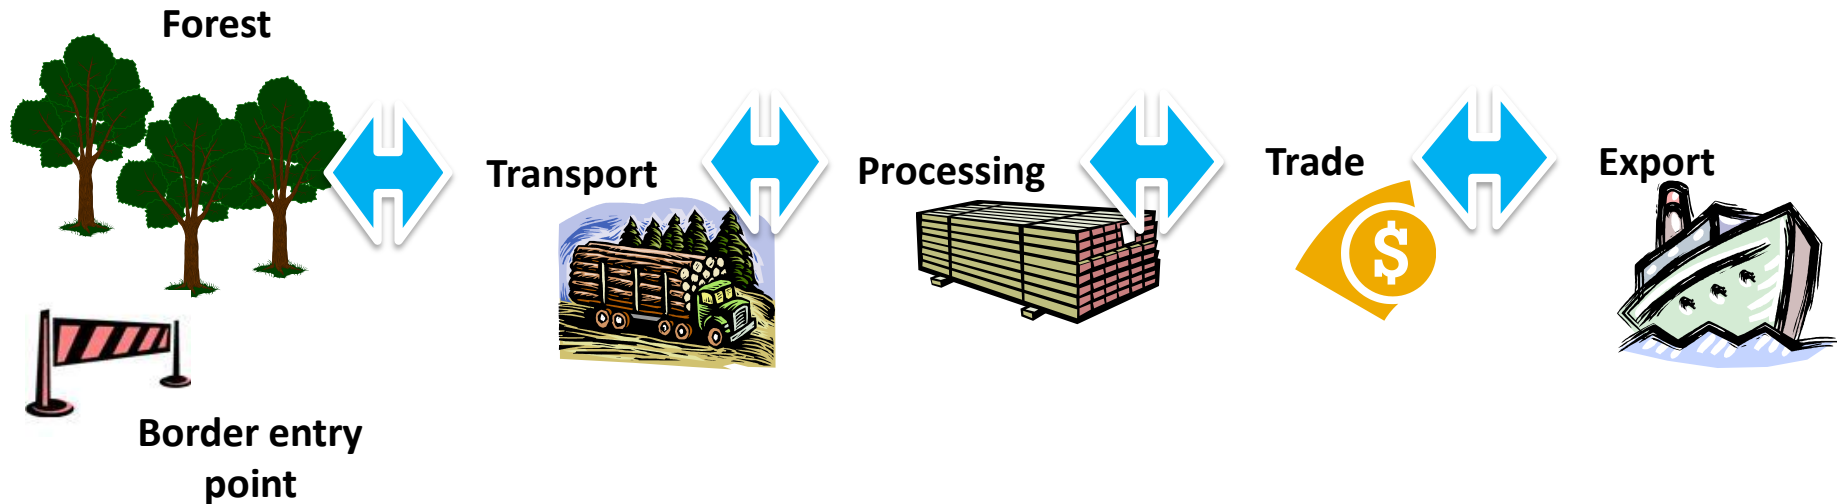 Forest
Transport
Processing
Trade
Export
$
Border entry
point